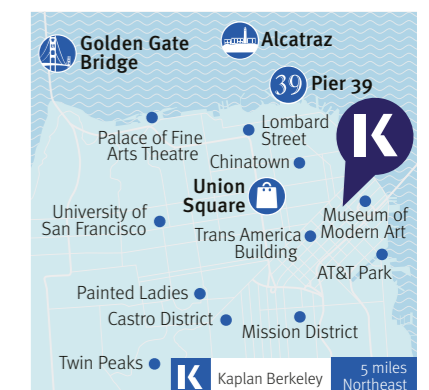 Golden Gate
Bridge
Alcatraz
39 Pier 39
Lombard
Street
Palace of Fine
Arts Theatre
Chinatown
K
Union
Square
University of
San Francisco
Museum of
Modern Art
Trans America
Building
AT&T Park
Painted Ladies
Castro District
Mission District
Twin Peaks
K Kaplan Berkeley
5 miles
Northeast